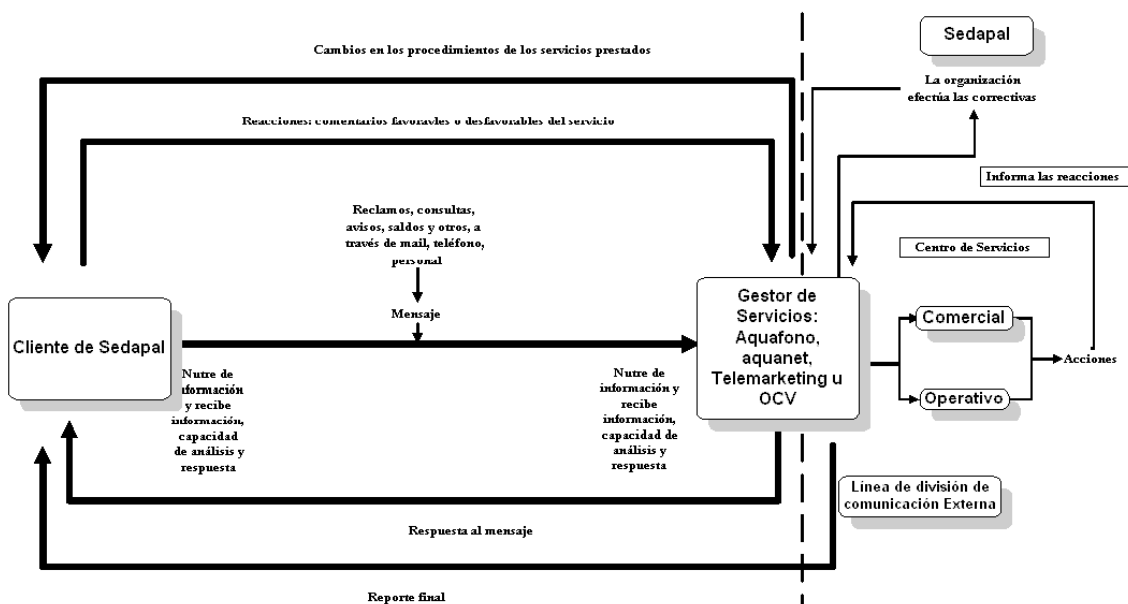 Sedapal
Cambios en los procedimientos de los servicios prestados
La organización
efectúa las correctivas
Reacciones: comentarios favoravles o desfavorables del servicio
Informa las reacciones
Reclamos, consultas,
avisos, saldos y otros, a
través de mail, teléfono,
personal
Centro de Servicios
Mensaje
Cliente de Sedapal
Gestor de
Servicios:
Aquafono,
aquanet,
Telemarketing u
OCV
Comercial
Acciones
Operativo
Nutre de
información
y recibe
información,
capacidad
de análisis y
respuesta
Nutre de
información y
recibe
información,
capacidad de
análisis y
respuesta
Línea de división de
comunicación Externa
Respuesta al mensaje
Reporte final